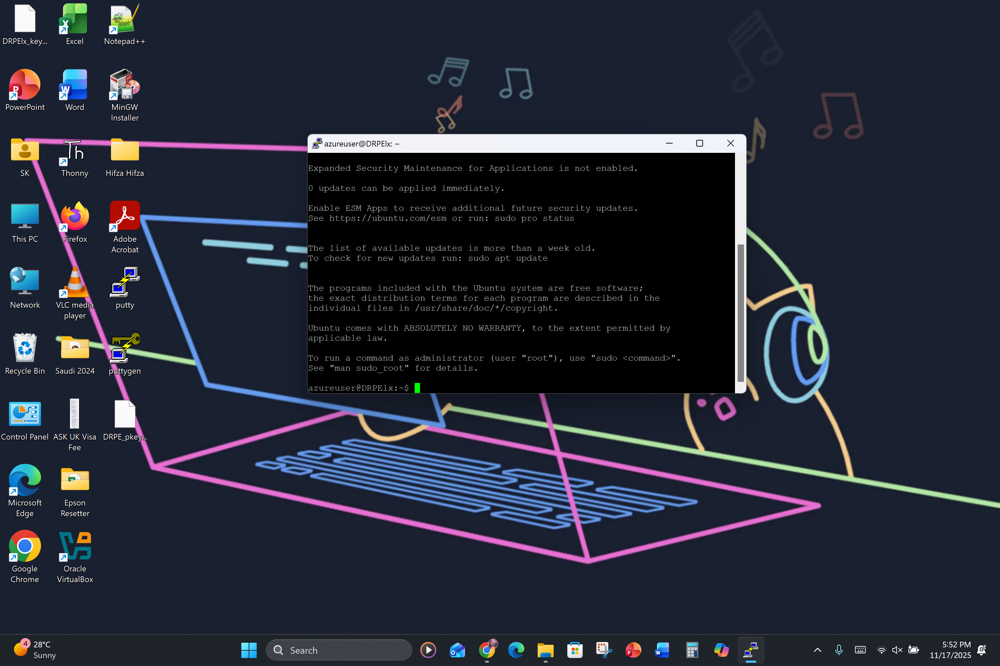 DRPElx_key...
Excel
Notepad++
PowerPoint
Word
MinGW
Installer
SK
Thonny
Hifza Hifza
This PC
Firefox
Adobe
Acrobat
Network
VLC media
player
putty
Recycle Bin
Saudi 2024
puttygen
Control Panel
ASK UK Visa
Fee
DRPE_pkey...
Microsoft
Edge
Epson
Resetter
Google
Chrome
Oracle
VirtualBox
azureuser@DRPElx: ~
Expanded Security Maintenance for Applications is not enabled.
0 updates can be applied immediately.
Enable ESM Apps to receive additional future security updates.
See https://ubuntu.com/esm or run: sudo pro status
The list of available updates is more than a week old.
To check for new updates run: sudo apt update
The programs included with the Ubuntu system are free software;
the exact distribution terms for each program are described in the
individual files in /usr/share/doc/*/copyright.
Ubuntu comes with ABSOLUTELY NO WARRANTY, to the extent permitted by
applicable law.
To run a command as administrator (user "root"), use "sudo <command>".
See "man sudo_root" for details.
azureuser@DRPElx:~$
4
28°C
Sunny
Search
5:52 PM
11/17/2025